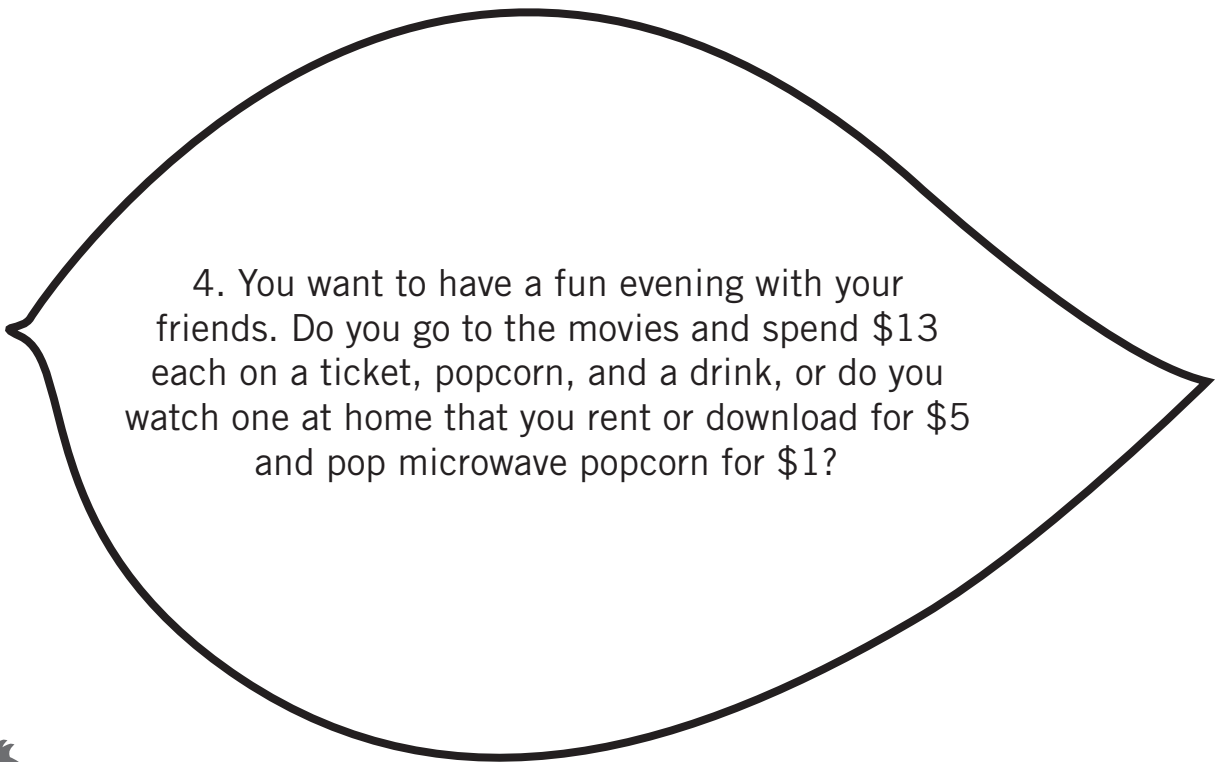 4. You want to have a fun evening with your
friends. Do you go to the movies and spend $13
each on a ticket, popcorn, and a drink, or do you
watch one at home that you rent or download for $5
and pop microwave popcorn for $1?